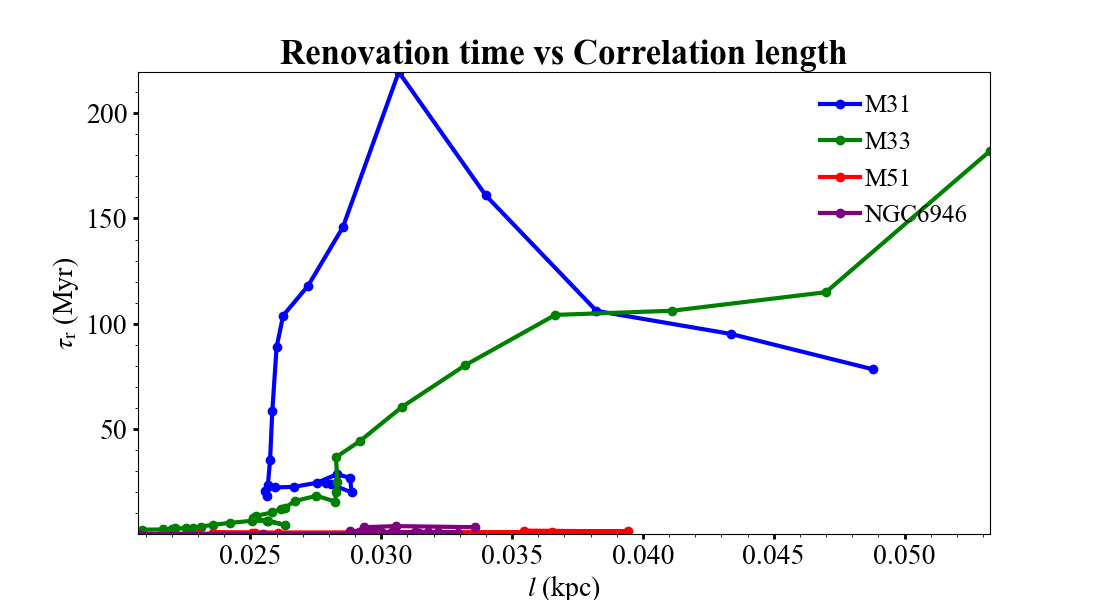 Renovation time vs Correlation length
τr (Myr)
200
150
100
50
M31
M33
M51
NGC6946
0.025 0.030 0.035 0.040 0.045 0.050
l (kpc)